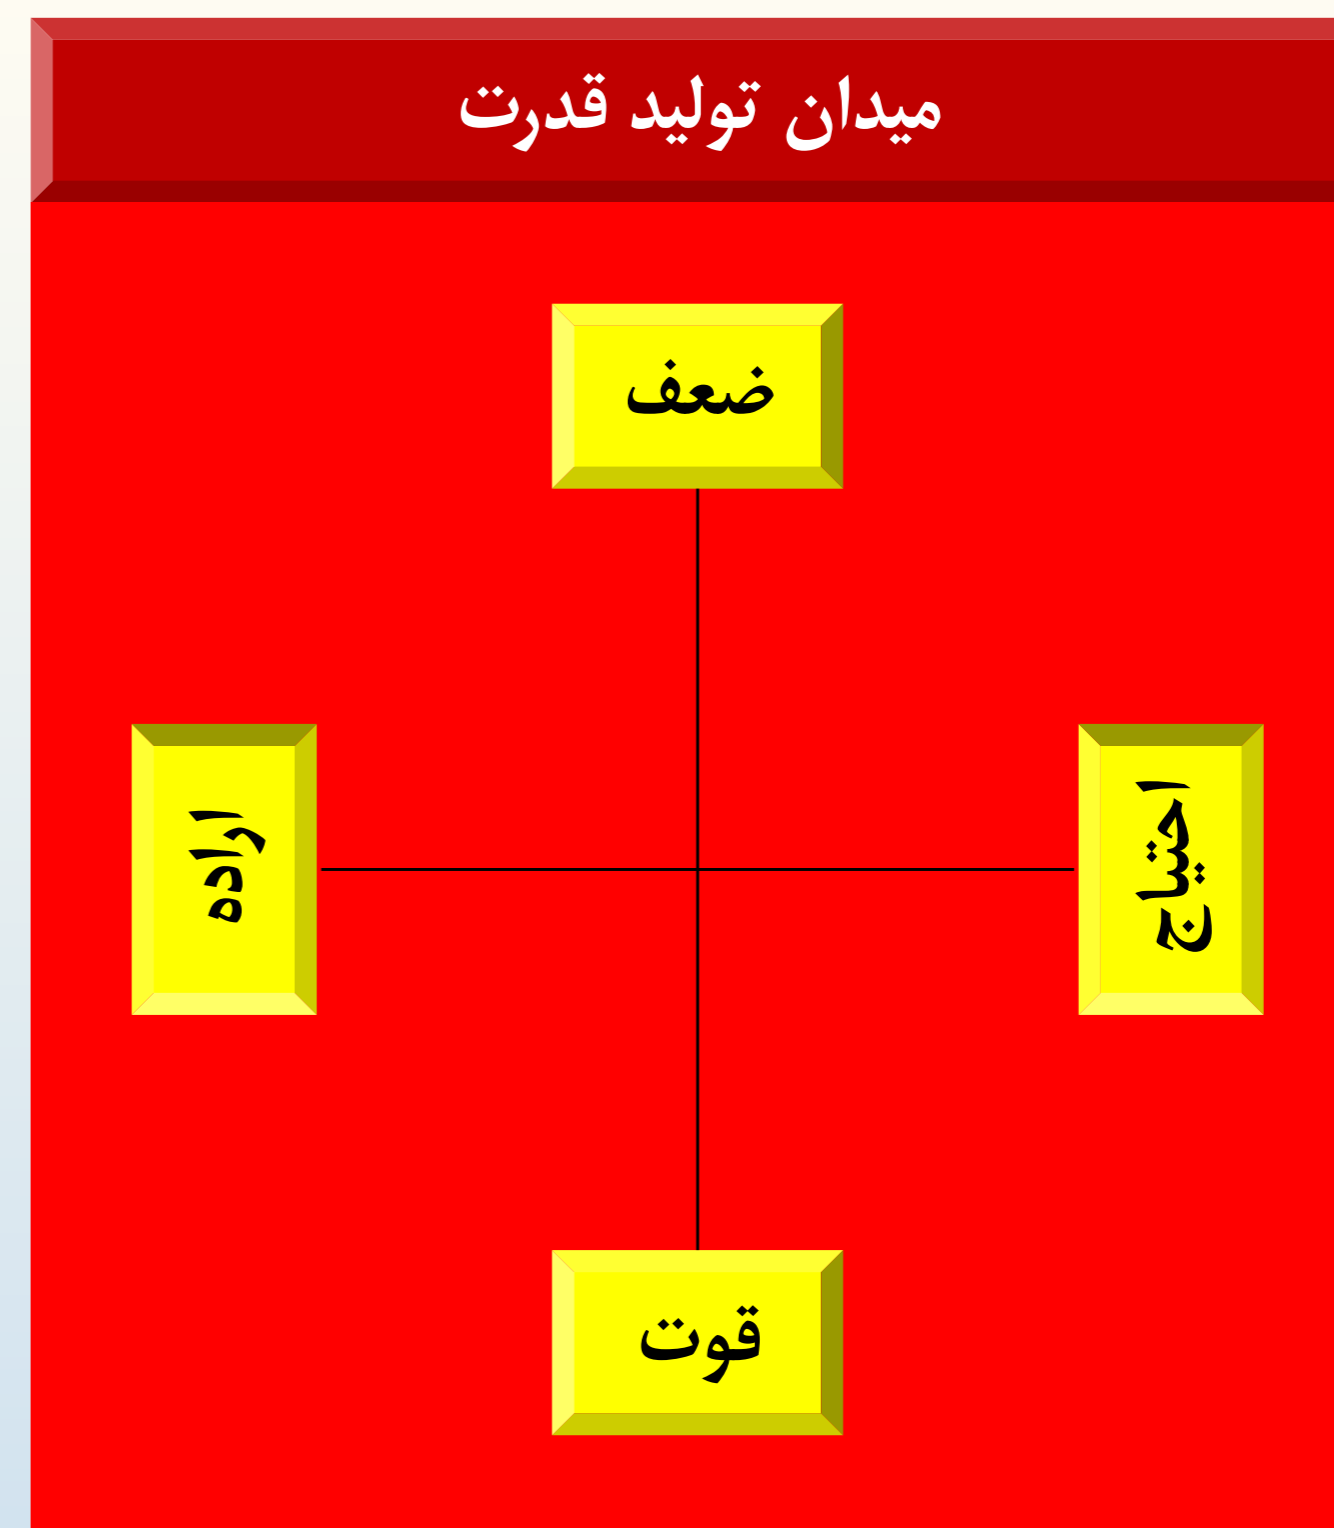 میدان تولید قدرت
ضعف
احتیاج
اراده
قوت